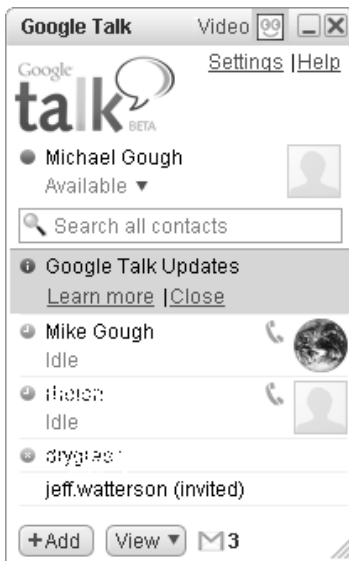 Google Talk Video
Settings | Help
Google
talk
BETA
Michael Gough
Available ▼
Search all contacts
Google Talk Updates
Learn more | Close
Mike Gough
Idle
Idle
jeff.watterson (invited)
+Add View ▼ 3